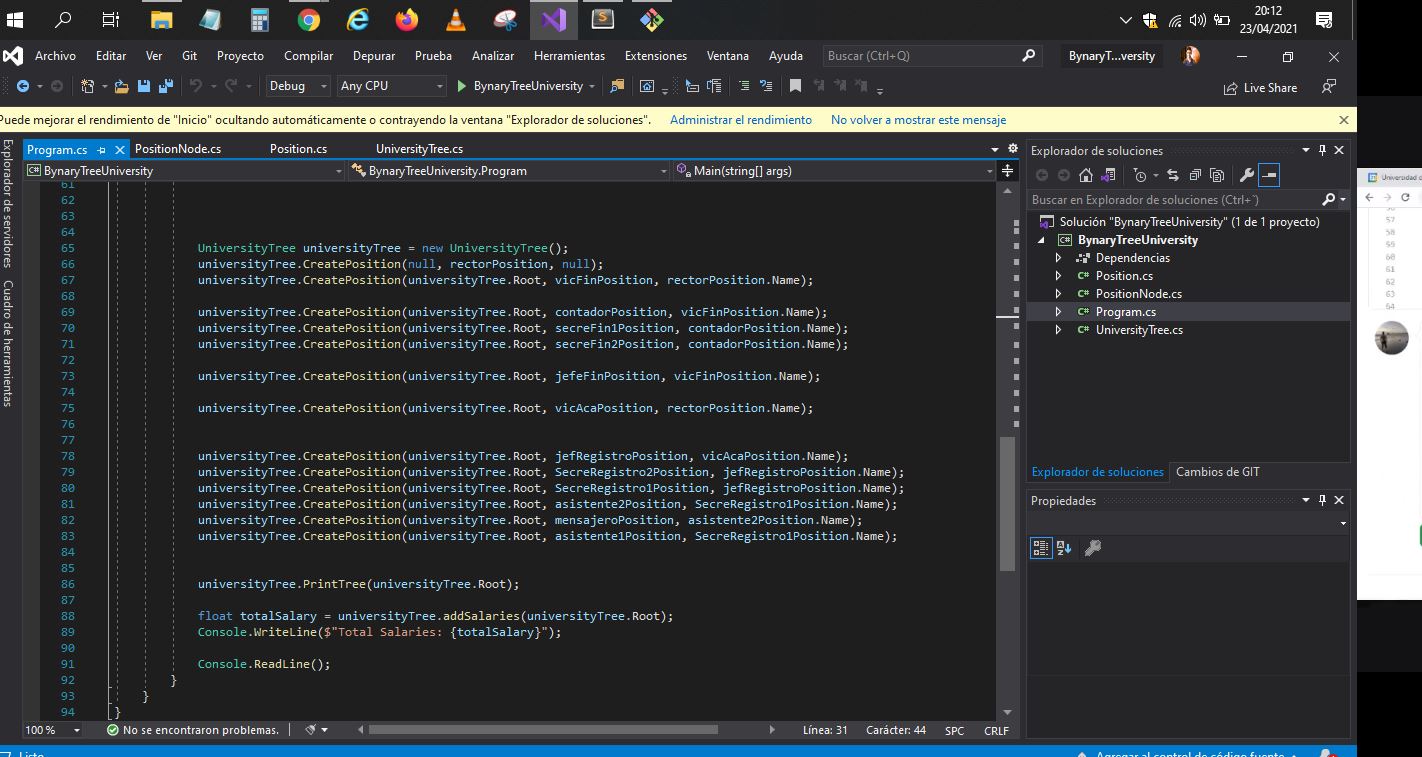 20:12
23/04/2021
Archivo Editar Ver Git Proyecto Compilar Depurar Prueba Analizar Herramientas Extensiones Ventana Ayuda Buscar (Ctrl+Q) BynaryT...versity
Debug Any CPU BynaryTreeUniversity Live Share
Puede mejorar el rendimiento de "Inicio" ocultando automáticamente o contrayendo la ventana "Explorador de soluciones". Administrar el rendimiento No volver a mostrar este mensaje
Explorador de servidores
Cuadro de herramientas
Program.cs PositionNode.cs Position.cs UniversityTree.cs
BynaryTreeUniversity BynaryTreeUniversity.Program Main(string[] args)
61
62
63
64
65 UniversityTree universityTree = new UniversityTree();
66 universityTree.CreatePosition(null, rectorPosition, null);
67 universityTree.CreatePosition(universityTree.Root, vicFinPosition, rectorPosition.Name);
68
69 universityTree.CreatePosition(universityTree.Root, contadorPosition, vicFinPosition.Name);
70 universityTree.CreatePosition(universityTree.Root, secreFin1Position, contadorPosition.Name);
71 universityTree.CreatePosition(universityTree.Root, secreFin2Position, contadorPosition.Name);
72
73 universityTree.CreatePosition(universityTree.Root, jefeFinPosition, vicFinPosition.Name);
74
75 universityTree.CreatePosition(universityTree.Root, vicAcaPosition, rectorPosition.Name);
76
77
78 universityTree.CreatePosition(universityTree.Root, jefRegistroPosition, vicAcaPosition.Name);
79 universityTree.CreatePosition(universityTree.Root, SecreRegistro2Position, jefRegistroPosition.Name);
80 universityTree.CreatePosition(universityTree.Root, SecreRegistro1Position, jefRegistroPosition.Name);
81 universityTree.CreatePosition(universityTree.Root, asistente2Position, SecreRegistro1Position.Name);
82 universityTree.CreatePosition(universityTree.Root, mensajeroPosition, asistente2Position.Name);
83 universityTree.CreatePosition(universityTree.Root, asistente1Position, SecreRegistro1Position.Name);
84
85
86 universityTree.PrintTree(universityTree.Root);
87
88 float totalSalary = universityTree.addSalaries(universityTree.Root);
89 Console.WriteLine($"Total Salaries: {totalSalary}");
90
91 Console.ReadLine();
92 }
93 }
94 }
100 % No se encontraron problemas. Línea: 31 Carácter: 44 SPC CRLF
Explorador de soluciones
Buscar en Explorador de soluciones (Ctrl+`)
Solución "BynaryTreeUniversity" (1 de 1 proyecto)
BynaryTreeUniversity
Dependencias
C# Position.cs
C# PositionNode.cs
C# Program.cs
C# UniversityTree.cs
Explorador de soluciones Cambios de GIT
Propiedades
Universidad d
57
58
59
60
61
62
63
64
Listo Agregar al control de código fuente